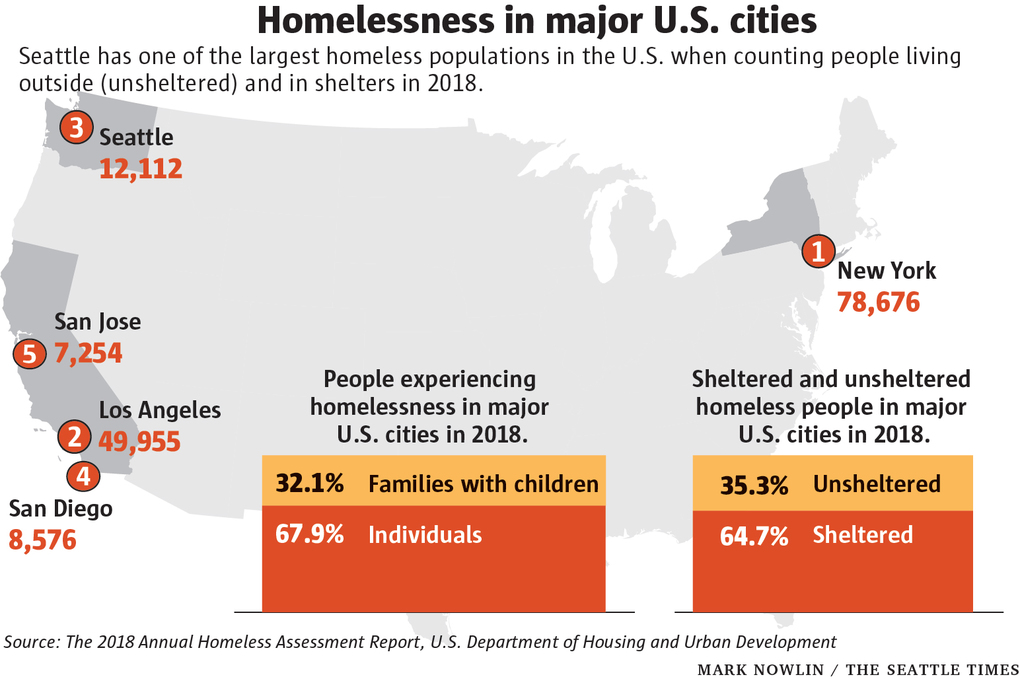 Homelessness in major U.S. cities
Seattle has one of the largest homeless populations in the U.S. when counting people living
outside (unsheltered) and in shelters in 2018.
3
Seattle
12,112
1
New York
78,676
San Jose
5
7,254
Los Angeles
2
49,955
4
San Diego
8,576
People experiencing
homelessness in major
U.S. cities in 2018.
32.1% Families with children
67.9% Individuals
Sheltered and unsheltered
homeless people in major
U.S. cities in 2018.
35.3% Unsheltered
64.7% Sheltered
Source: The 2018 Annual Homeless Assessment Report, U.S. Department of Housing and Urban Development
MARK NOWLIN / THE SEATTLE TIMES